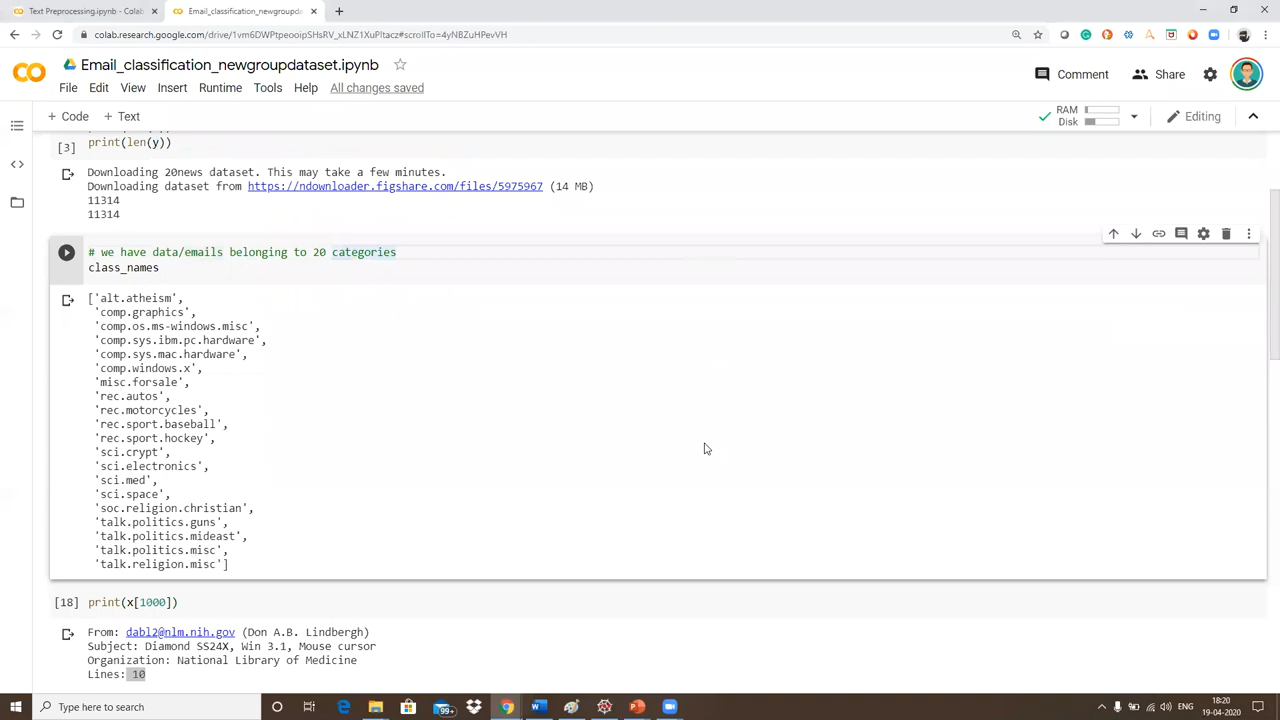 Text Preprocessing.ipynb - Colab
Email_classification_newgroupda
colab.research.google.com/drive/1vm6DWPtpeooipSHsRV_xLNZ1XuPltacz#scrollTo=4yNBZuHPevVH
Email_classification_newgroupdataset.ipynb
File Edit View Insert Runtime Tools Help All changes saved
Comment Share
+ Code + Text
RAM
Disk
Editing
[3] print(len(y))
Downloading 20news dataset. This may take a few minutes.
Downloading dataset from https://ndownloader.figshare.com/files/5975967 (14 MB)
11314
11314
# we have data/emails belonging to 20 categories
class_names
['alt.atheism',
'comp.graphics',
'comp.os.ms-windows.misc',
'comp.sys.ibm.pc.hardware',
'comp.sys.mac.hardware',
'comp.windows.x',
'misc.forsale',
'rec.autos',
'rec.motorcycles',
'rec.sport.baseball',
'rec.sport.hockey',
'sci.crypt',
'sci.electronics',
'sci.med',
'sci.space',
'soc.religion.christian',
'talk.politics.guns',
'talk.politics.mideast',
'talk.politics.misc',
'talk.religion.misc']
[18] print(x[1000])
From: dabl2@nlm.nih.gov (Don A.B. Lindbergh)
Subject: Diamond SS24X, Win 3.1, Mouse cursor
Organization: National Library of Medicine
Lines: 10
Type here to search
99+
ENG
18:20
19-04-2020